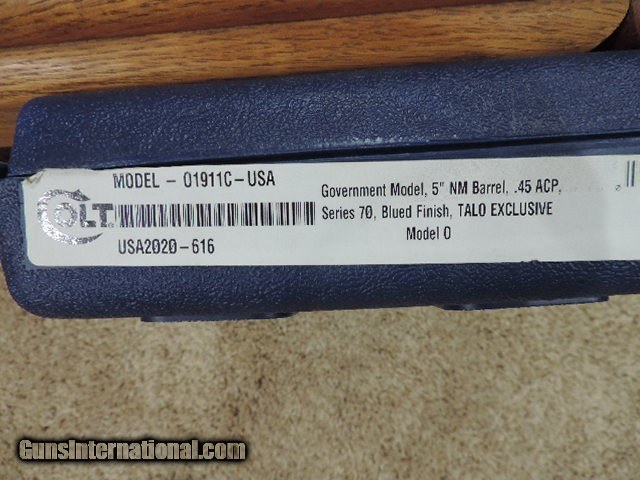 MODEL - O1911C-USA
COLT
USA2020-616
Government Model, 5" NM Barrel, .45 ACP,
Series 70, Blued Finish, TALO EXCLUSIVE
Model O
GunsInternational.com